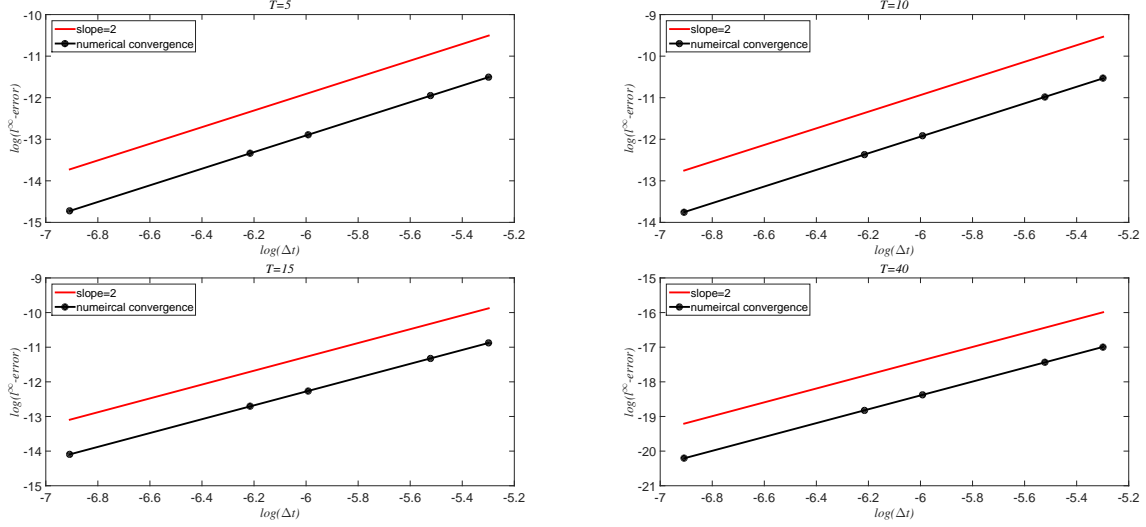 T=5
-10
-11
-12
-13
-14
-15
log(l^∞-error)
slope=2
numerical convergence
-7 -6.8 -6.6 -6.4 -6.2 -6 -5.8 -5.6 -5.4 -5.2
log(Δt)
T=10
-9
-10
-11
-12
-13
-14
log(l^∞-error)
slope=2
numeircal convergence
-7 -6.8 -6.6 -6.4 -6.2 -6 -5.8 -5.6 -5.4 -5.2
log(Δt)
T=15
-9
-10
-11
-12
-13
-14
-15
log(l^∞-error)
slope=2
numeircal convergence
-7 -6.8 -6.6 -6.4 -6.2 -6 -5.8 -5.6 -5.4 -5.2
log(Δt)
T=40
-15
-16
-17
-18
-19
-20
-21
log(l^∞-error)
slope=2
numeircal convergence
-7 -6.8 -6.6 -6.4 -6.2 -6 -5.8 -5.6 -5.4 -5.2
log(Δt)